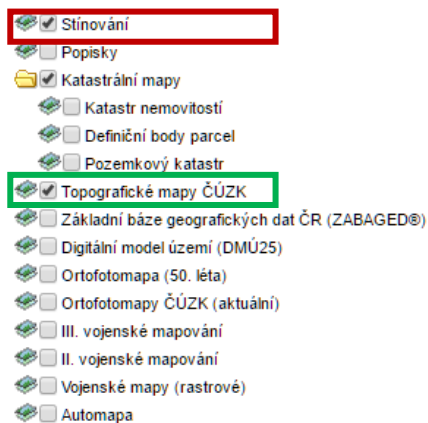 Stínování
Popisky
Katastrální mapy
Katastr nemovitostí
Definiční body parcel
Pozemkový katastr
Topografické mapy ČÚZK
Základní báze geografických dat ČR (ZABAGED®)
Digitální model území (DMÚ25)
Ortofotomapa (50. léta)
Ortofotomapy ČÚZK (aktuální)
III. vojenské mapování
II. vojenské mapování
Vojenské mapy (rastrové)
Automapa